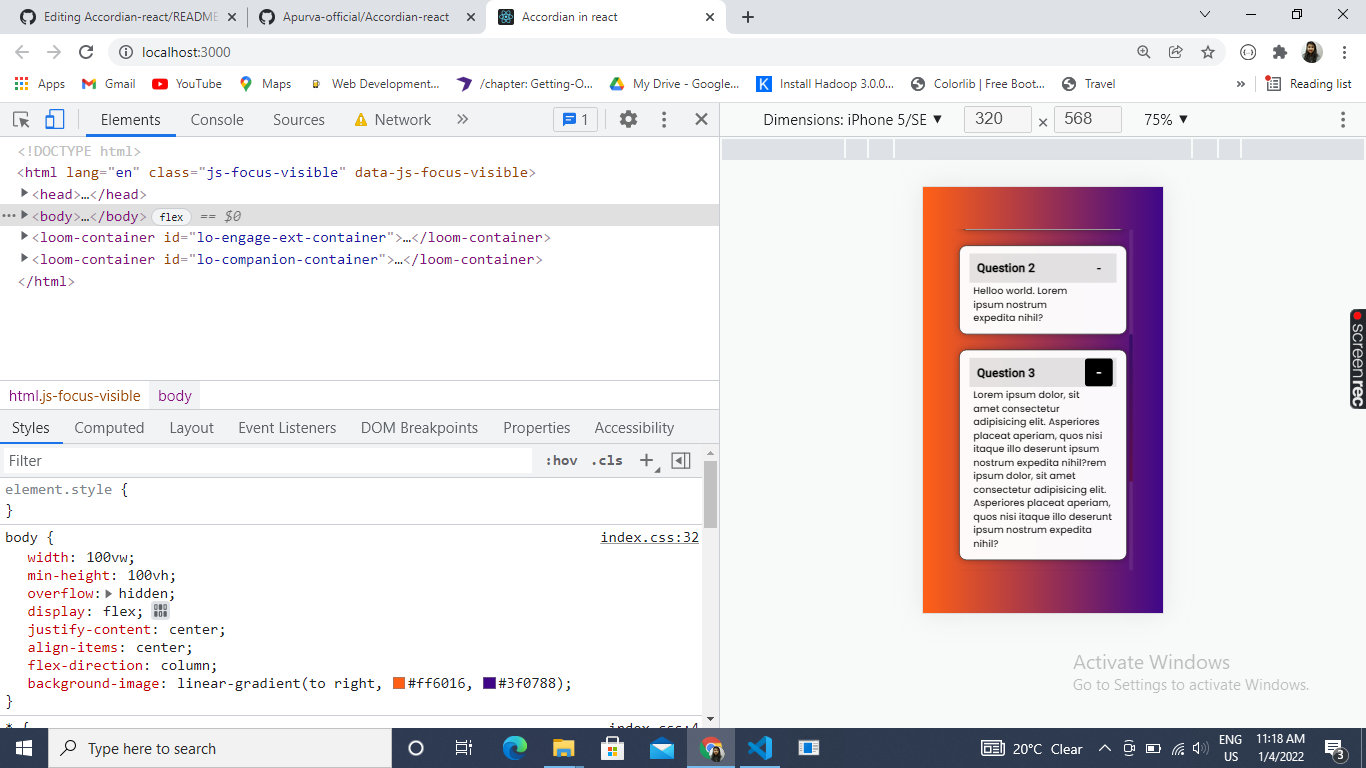 Editing Accordian-react/README
Apurva-official/Accordian-react
Accordian in react
localhost:3000
Apps
Gmail
YouTube
Maps
Web Development...
/chapter: Getting-O...
My Drive - Google...
Install Hadoop 3.0.0...
Colorlib | Free Boot...
Travel
»
Reading list
Elements
Console
Sources
Network
»
1
Dimensions: iPhone 5/SE ▼
320
×
568
75% ▼
<!DOCTYPE html>
<html lang="en" class="js-focus-visible" data-js-focus-visible>
<head>…</head>
<body>…</body> flex == $0
<loom-container id="lo-engage-ext-container">…</loom-container>
<loom-container id="lo-companion-container">…</loom-container>
</html>
html.js-focus-visible
body
Styles
Computed
Layout
Event Listeners
DOM Breakpoints
Properties
Accessibility
Filter
:hov
.cls
+
element.style {
}
body {
index.css:32
width: 100vw;
min-height: 100vh;
overflow: hidden;
display: flex;
justify-content: center;
align-items: center;
flex-direction: column;
background-image: linear-gradient(to right, #ff6016, #3f0788);
}
* {
index.css:4
Question 2
-
Helloo world. Lorem
ipsum nostrum
expedita nihil?
Question 3
-
Lorem ipsum dolor, sit
amet consectetur
adipisicing elit. Asperiores
placeat aperiam, quos nisi
itaque illo deserunt ipsum
nostrum expedita nihil?rem
ipsum dolor, sit amet
consectetur adipisicing elit.
Asperiores placeat aperiam,
quos nisi itaque illo deserunt
ipsum nostrum expedita
nihil?
screenrec
Activate Windows
Go to Settings to activate Windows.
Type here to search
20°C Clear
ENG
US
11:18 AM
1/4/2022
3